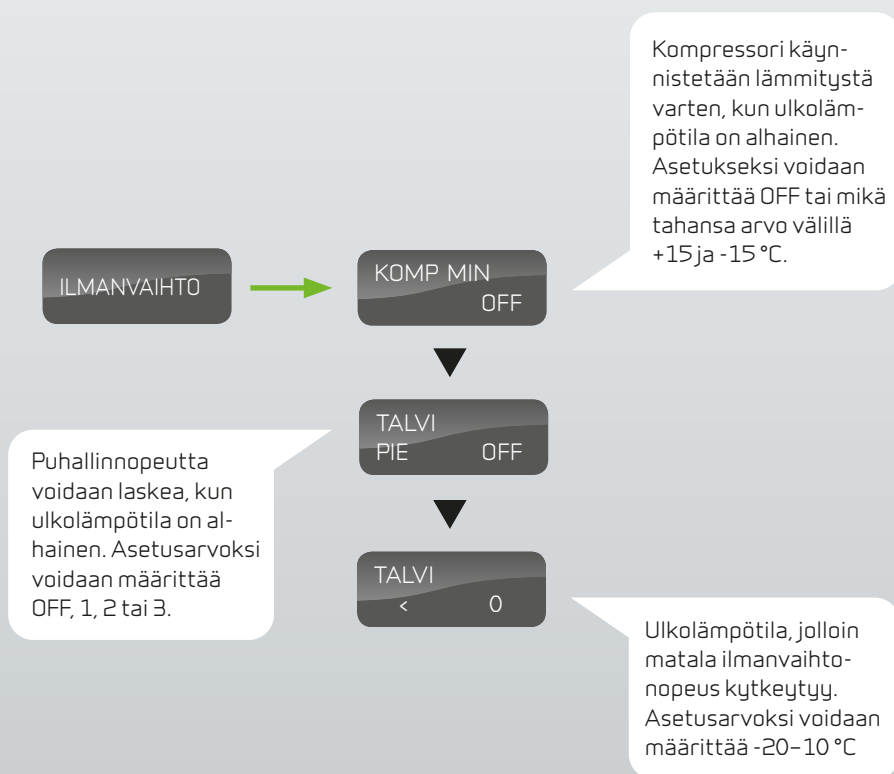 Kompressori käyn-
nistetään lämmitystä
varten, kun ulkoläm-
pötila on alhainen.
Asetukseksi voidaan
määrittää OFF tai mikä
tahansa arvo välillä
+15 ja -15 °C.
ILMANVAIHTO
KOMP MIN
OFF
TALVI
PIE OFF
Puhallinnopeutta
voidaan laskea, kun
ulkolämpötila on al-
hainen. Asetusarvoksi
voidaan määrittää
OFF, 1, 2 tai 3.
TALVI
< 0
Ulkolämpötila, jolloin
matala ilmanvaihto-
nopeus kytkeytyy.
Asetusarvoksi voidaan
määrittää -20–10 °C